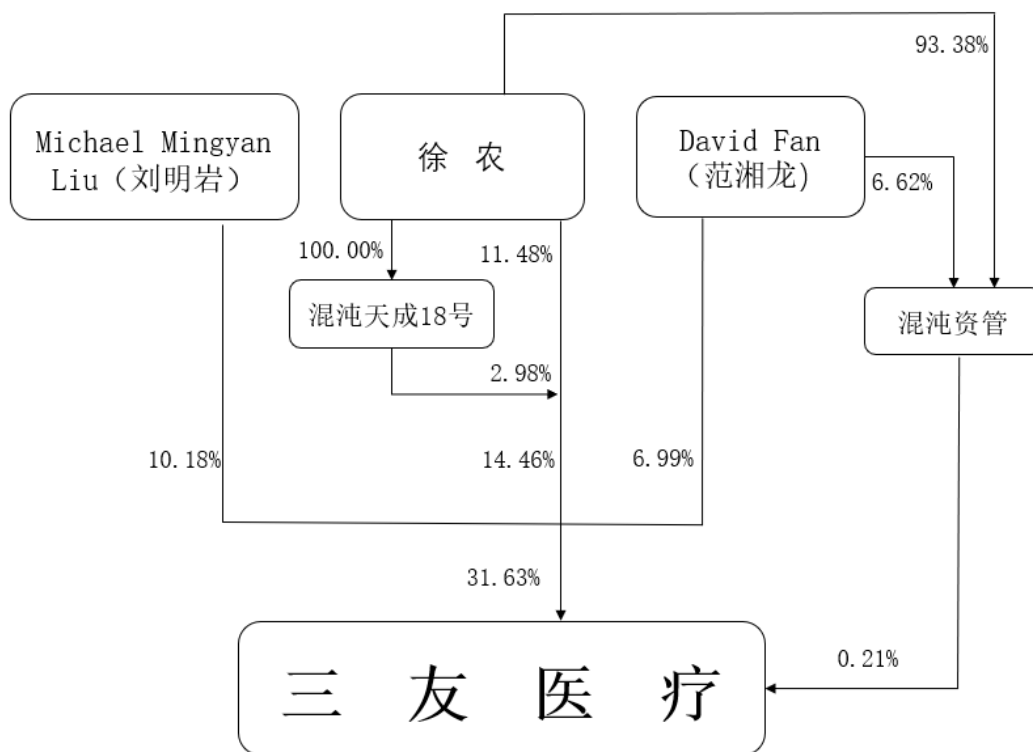 93.38%
Michael Mingyan
Liu（刘明岩）
徐 农
David Fan
（范湘龙）
6.62%
100.00%
11.48%
混沌天成18号
混沌资管
2.98%
10.18%
14.46%
6.99%
31.63%
三 友 医 疗
0.21%